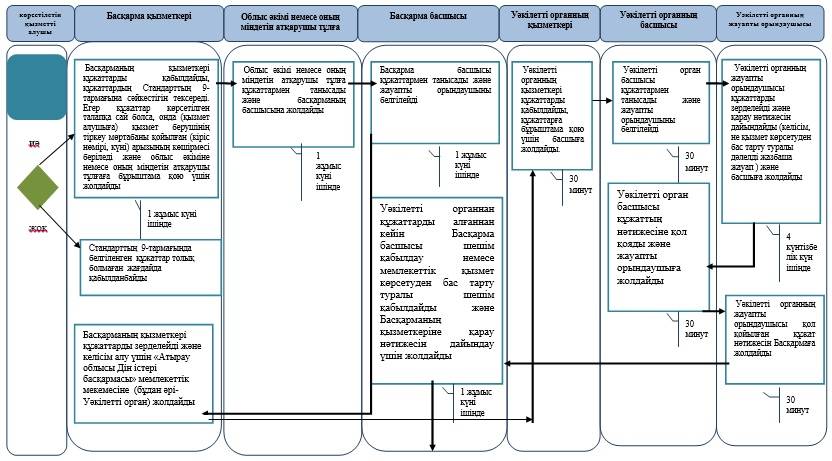 көрсетілетін
қызметті
алушы
Басқарма қызметкері
Облыс әкімі немесе оның
міндетін атқарушы тұлға
Басқарма басшысы
Уәкілетті органның
қызметкері
Уәкілетті органның
басшысы
Уәкілетті органның
жауапты орындаушысы
иә
жоқ
Басқарманың қызметкері
құжаттарды қабылдайды,
құжаттардың Стандарттың 9-
тармағына сәйкестігін тексереді.
Егер құжаттар көрсетілген
талапқа сай болса, онда (қызмет
алушыға) қызмет берушінің
тіркеу мөртабаны қойылған (кіріс
нөмірі, күні) арызының көшірмесі
беріледі және облыс әкіміне
немесе оның міндетін атқарушы
тұлғаға бұрыштама қою үшін
жолдайды
1 жұмыс күні
ішінде
Стандарттың 9-тармағында
белгіленген құжаттар толық
болмаған жағдайда
қабылданбайды
Басқарманың қызметкері
құжаттарды зерделейді және
келісім алу үшін «Атырау
облысы Дін істері
басқармасы» мемлекеттік
мекемесіне (бұдан әрі-
Уәкілетті орган) жолдайды
Облыс әкімі немесе оның
міндетін атқарушы тұлға
құжаттармен танысады
және басқарманың
басшысына жолдайды
1
жұмыс
күні
ішінде
Басқарма басшысы
құжаттармен танысады және
жауапты орындаушыны
белгілейді
1 жұмыс
күні
ішінде
Уәкілетті органнан
құжаттарды алғаннан
кейін Басқарма
басшысы шешім
қабылдау немесе
мемлекеттік қызмет
көрсетуден бас тарту
туралы шешім
қабылдайды және
Басқарманың
қызметкеріне қарау
нәтижесін дайындау
үшін жолдайды
1 жұмыс
күні
ішінде
Уәкілетті
органның
қызметкері
құжаттарды
қабылдайды,
құжаттарға
бұрыштама қою
үшін басшыға
жолдайды.
30
минут
Уәкілетті орган
басшысы
құжаттармен
танысады және
жауапты
орындаушыны
белгілейді
30
минут
Уәкілетті орган
басшысы
құжаттың
нәтижесіне қол
қояды және
жауапты
орындаушыға
жолдайды
30
минут
Уәкілетті органның
жауапты
орындаушысы
құжаттарды
зерделейді және
қарау нәтижесін
дайындайды (келісім,
не қызмет көрсетуден
бас тарту туралы
дәлелді жазбаша
жауап ) және
басшыға жолдайды
4
күнтізбе
лік күн
ішінде
Уәкілетті органның
жауапты
орындаушысы қол
қойылған құжат
нәтижесін Басқармаға
жолдайды
30
минут